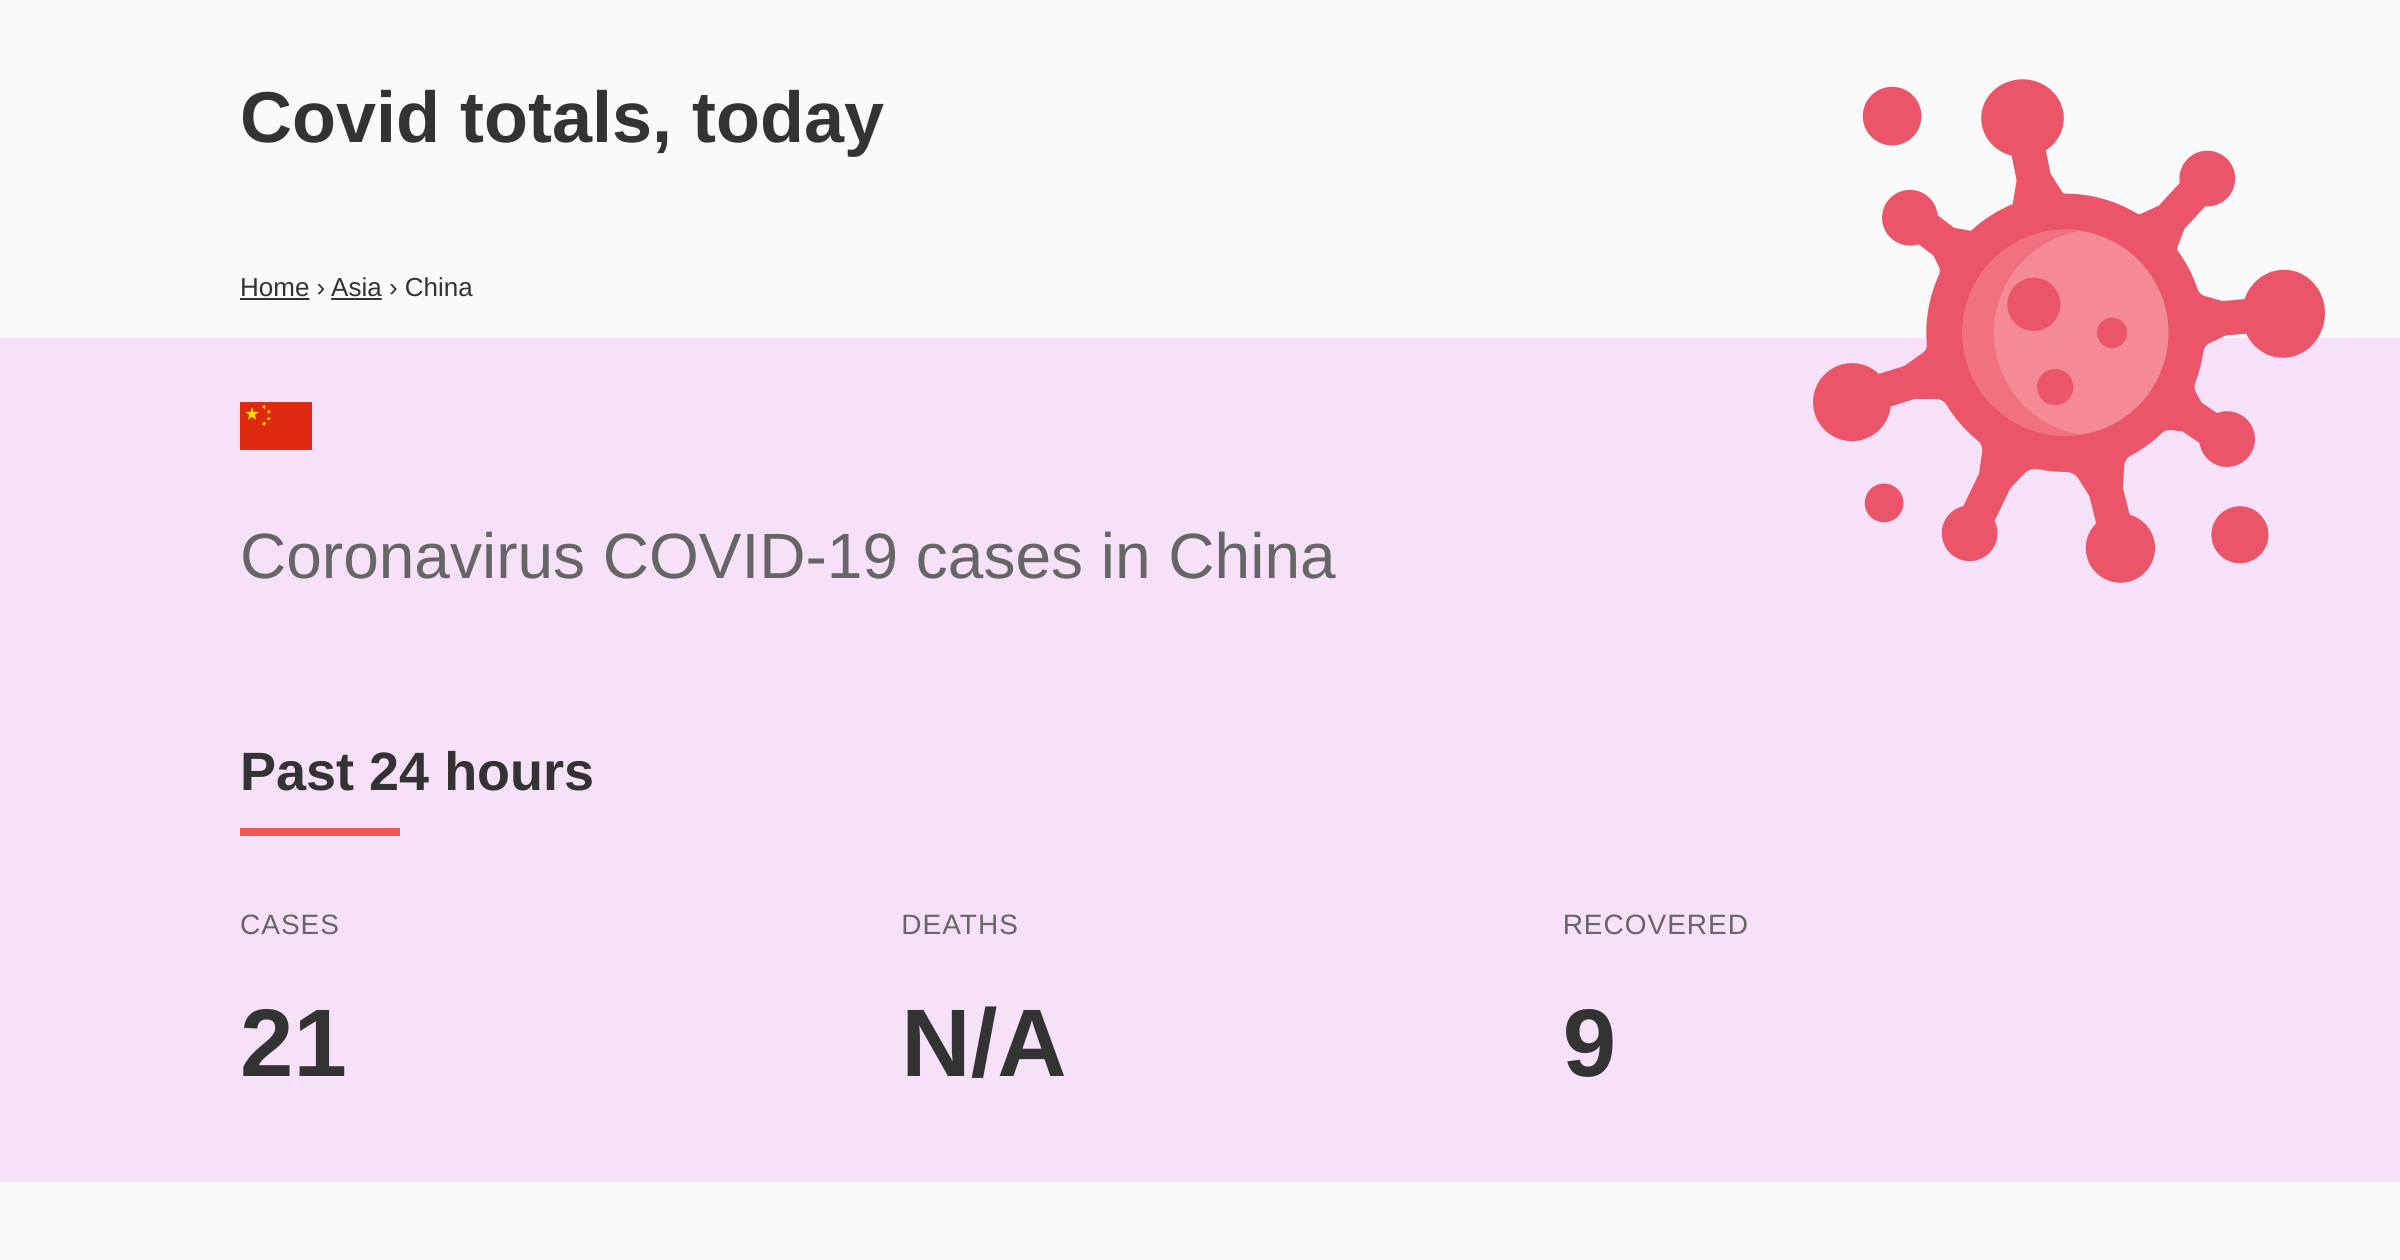 Covid totals, today
Home › Asia › China
Coronavirus COVID-19 cases in China
Past 24 hours
CASES
DEATHS
RECOVERED
21
N/A
9